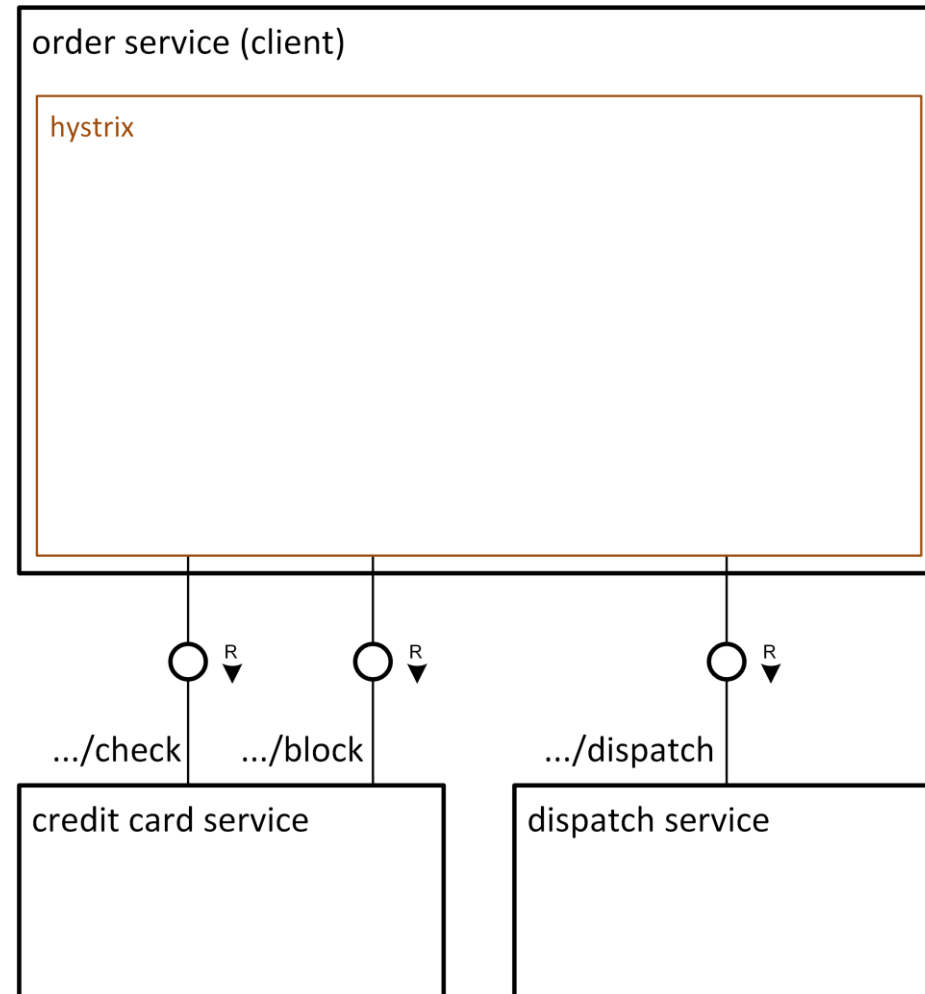 order service (client)
hystrix
R R R
.../check .../block .../dispatch
credit card service dispatch service